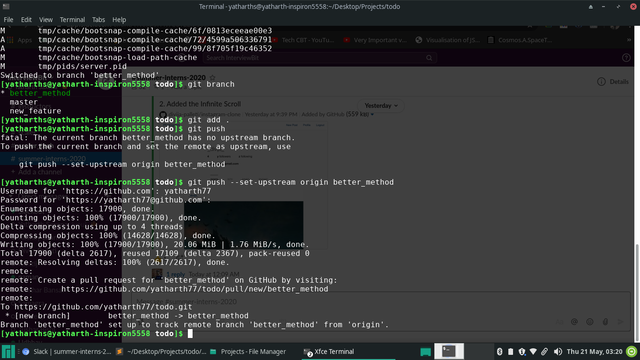 Terminal - yatharths@yatharth-inspiron5558:~/Desktop/Projects/todo
File Edit View Terminal Tabs Help
M tmp/cache/bootsnap-compile-cache/6f/0813eceeae00e3
A tmp/cache/bootsnap-compile-cache/72/4599a506336791
A tmp/cache/bootsnap-compile-cache/99/8f705f19c46352
M tmp/cache/bootsnap-load-path-cache
M tmp/pids/server.pid
Switched to branch 'better_method'
[yatharths@yatharth-inspiron5558 todo]$ git branch
* better_method
master
new_feature
[yatharths@yatharth-inspiron5558 todo]$ git add .
[yatharths@yatharth-inspiron5558 todo]$ git push
fatal: The current branch better_method has no upstream branch.
To push the current branch and set the remote as upstream, use
git push --set-upstream origin better_method
[yatharths@yatharth-inspiron5558 todo]$ git push --set-upstream origin better_method
Username for 'https://github.com': yatharth77
Password for 'https://yatharth77@github.com':
Enumerating objects: 17900, done.
Counting objects: 100% (17900/17900), done.
Delta compression using up to 4 threads
Compressing objects: 100% (14628/14628), done.
Writing objects: 100% (17900/17900), 20.06 MiB | 1.76 MiB/s, done.
Total 17900 (delta 2617), reused 17109 (delta 2367), pack-reused 0
remote: Resolving deltas: 100% (2617/2617), done.
remote:
remote: Create a pull request for 'better_method' on GitHub by visiting:
remote: https://github.com/yatharth77/todo/pull/new/better_method
remote:
To https://github.com/yatharth77/todo.git
* [new branch] better_method -> better_method
Branch 'better_method' set up to track remote branch 'better_method' from 'origin'.
[yatharths@yatharth-inspiron5558 todo]$
Details
2. Added the Infinite Scroll
Yesterday
Slack | summer-interns-2...
~/Desktop/Projects/todo/...
Projects - File Manager
Xfce Terminal
Thu 21 May, 03:20